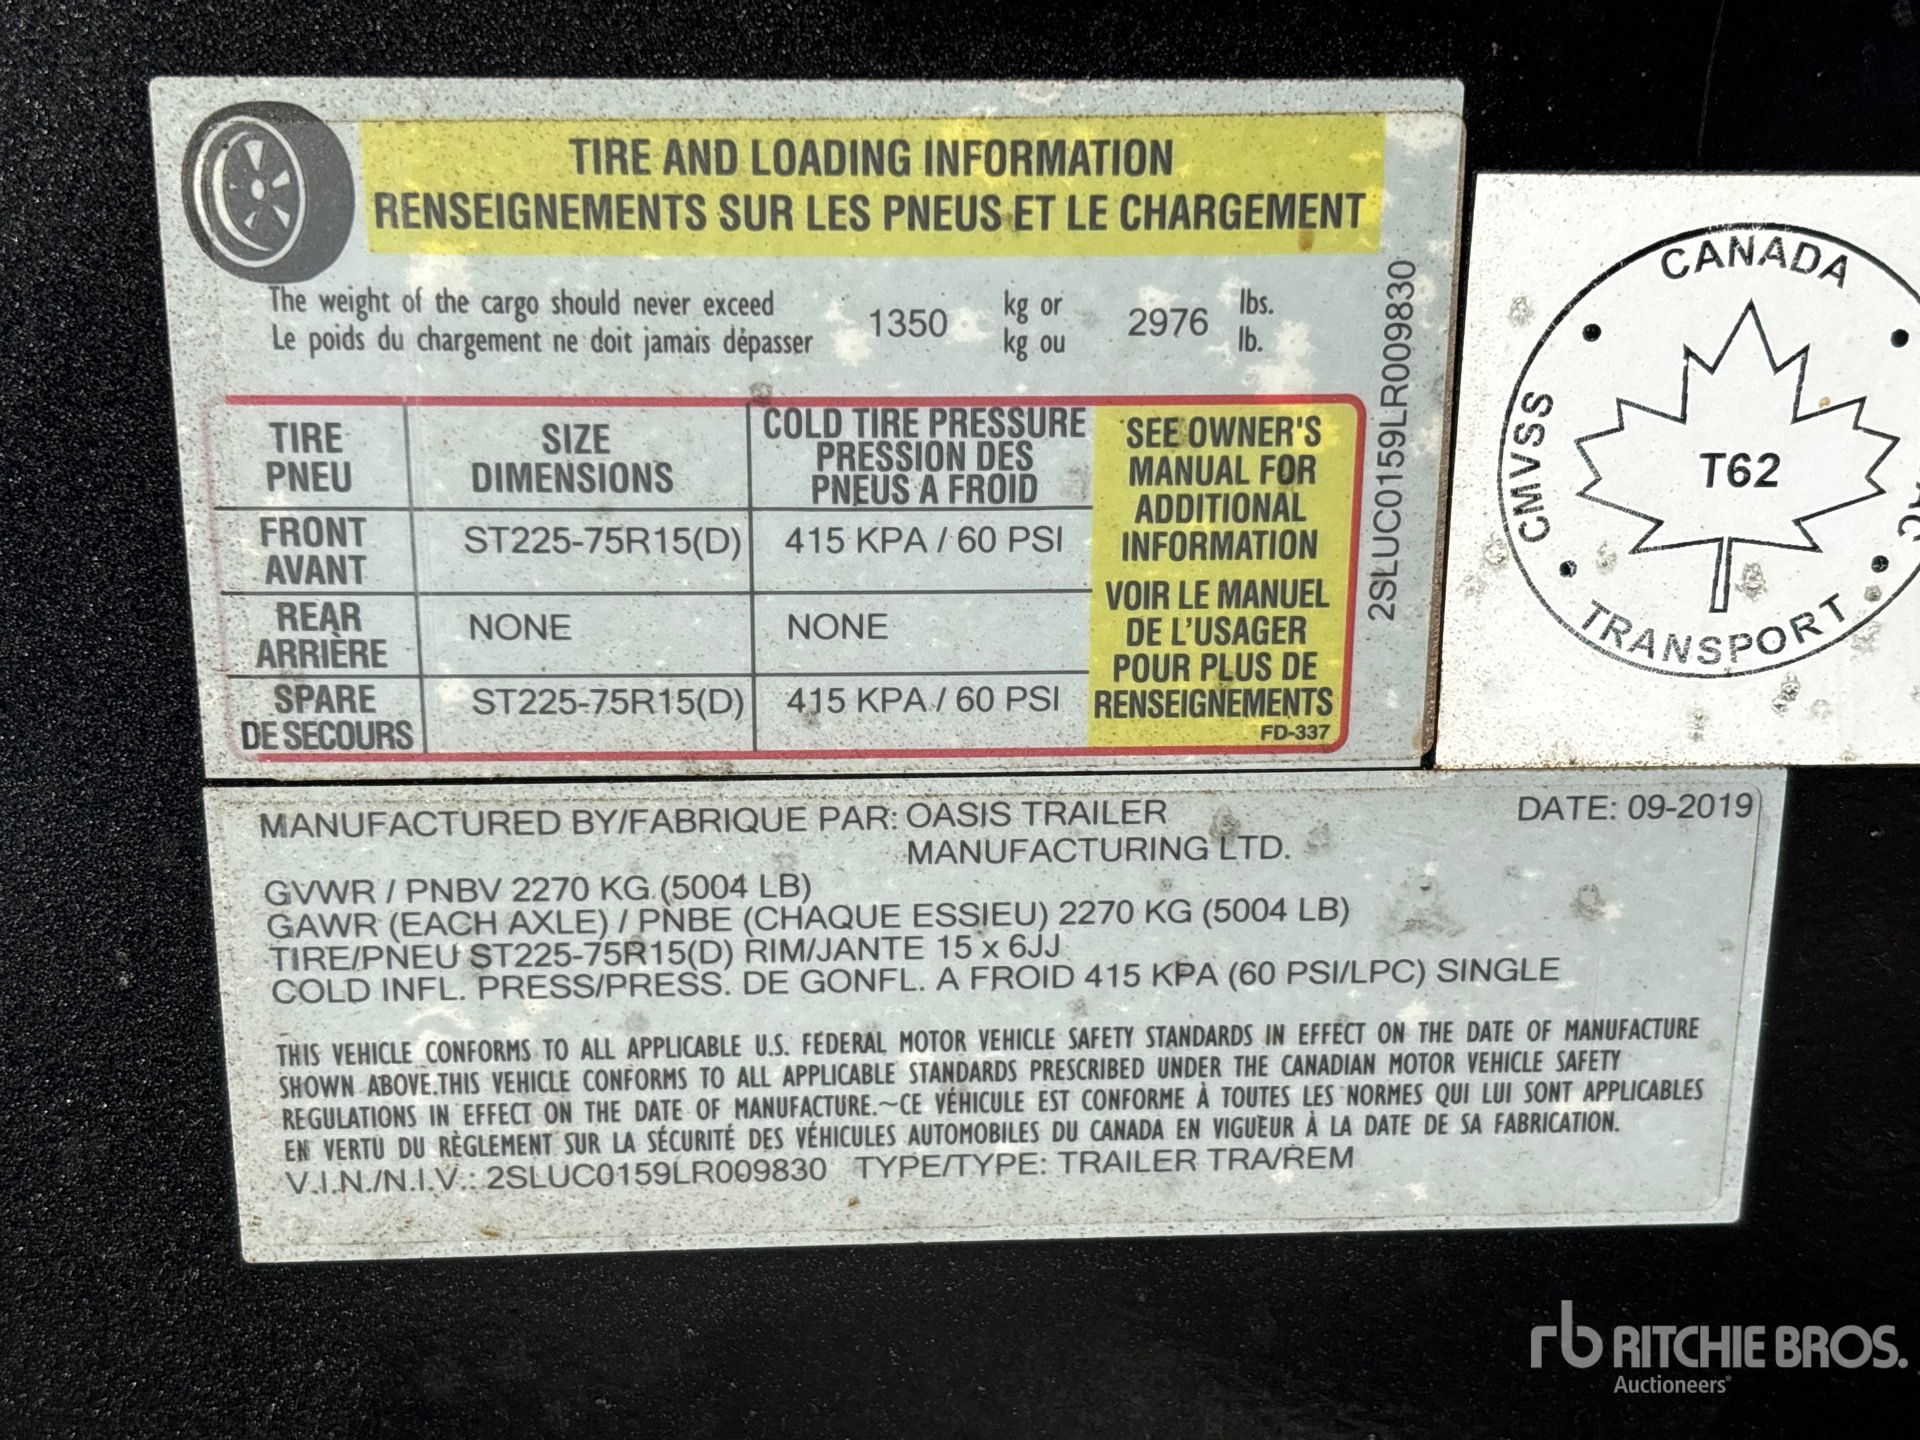 TIRE AND LOADING INFORMATION
RENSEIGNEMENTS SUR LES PNEUS ET LE CHARGEMENT
The weight of the cargo should never exceed 1350 kg or 2976 lbs.
Le poids du chargement ne doit jamais dépasser kg ou lb.
TIRE
PNEU
SIZE
DIMENSIONS
COLD TIRE PRESSURE
PRESSION DES
PNEUS A FROID
FRONT
AVANT
ST225-75R15(D)
415 KPA / 60 PSI
REAR
ARRIÈRE
NONE
NONE
SPARE
DE SECOURS
ST225-75R15(D)
415 KPA / 60 PSI
SEE OWNER'S
MANUAL FOR
ADDITIONAL
INFORMATION
VOIR LE MANUEL
DE L'USAGER
POUR PLUS DE
RENSEIGNEMENTS
FD-337
2SLUC0159LR009830
CANADA
CMVSS
T62
TRANSPORT
MANUFACTURED BY/FABRIQUE PAR: OASIS TRAILER
MANUFACTURING LTD.
DATE: 09-2019
GVWR / PNBV 2270 KG (5004 LB)
GAWR (EACH AXLE) / PNBE (CHAQUE ESSIEU) 2270 KG (5004 LB)
TIRE/PNEU ST225-75R15(D) RIM/JANTE 15 x 6JJ
COLD INFL. PRESS/PRESS. DE GONFL. A FROID 415 KPA (60 PSI/LPC) SINGLE
THIS VEHICLE CONFORMS TO ALL APPLICABLE U.S. FEDERAL MOTOR VEHICLE SAFETY STANDARDS IN EFFECT ON THE DATE OF MANUFACTURE
SHOWN ABOVE.THIS VEHICLE CONFORMS TO ALL APPLICABLE STANDARDS PRESCRIBED UNDER THE CANADIAN MOTOR VEHICLE SAFETY
REGULATIONS IN EFFECT ON THE DATE OF MANUFACTURE.~CE VÉHICULE EST CONFORME À TOUTES LES NORMES QUI LUI SONT APPLICABLES
EN VERTU DU RÈGLEMENT SUR LA SÉCURITÉ DES VÉHICULES AUTOMOBILES DU CANADA EN VIGUEUR À LA DATE DE SA FABRICATION.
V.I.N./N.I.V.: 2SLUC0159LR009830 TYPE/TYPE: TRAILER TRA/REM
rb RITCHIE BROS.
Auctioneers